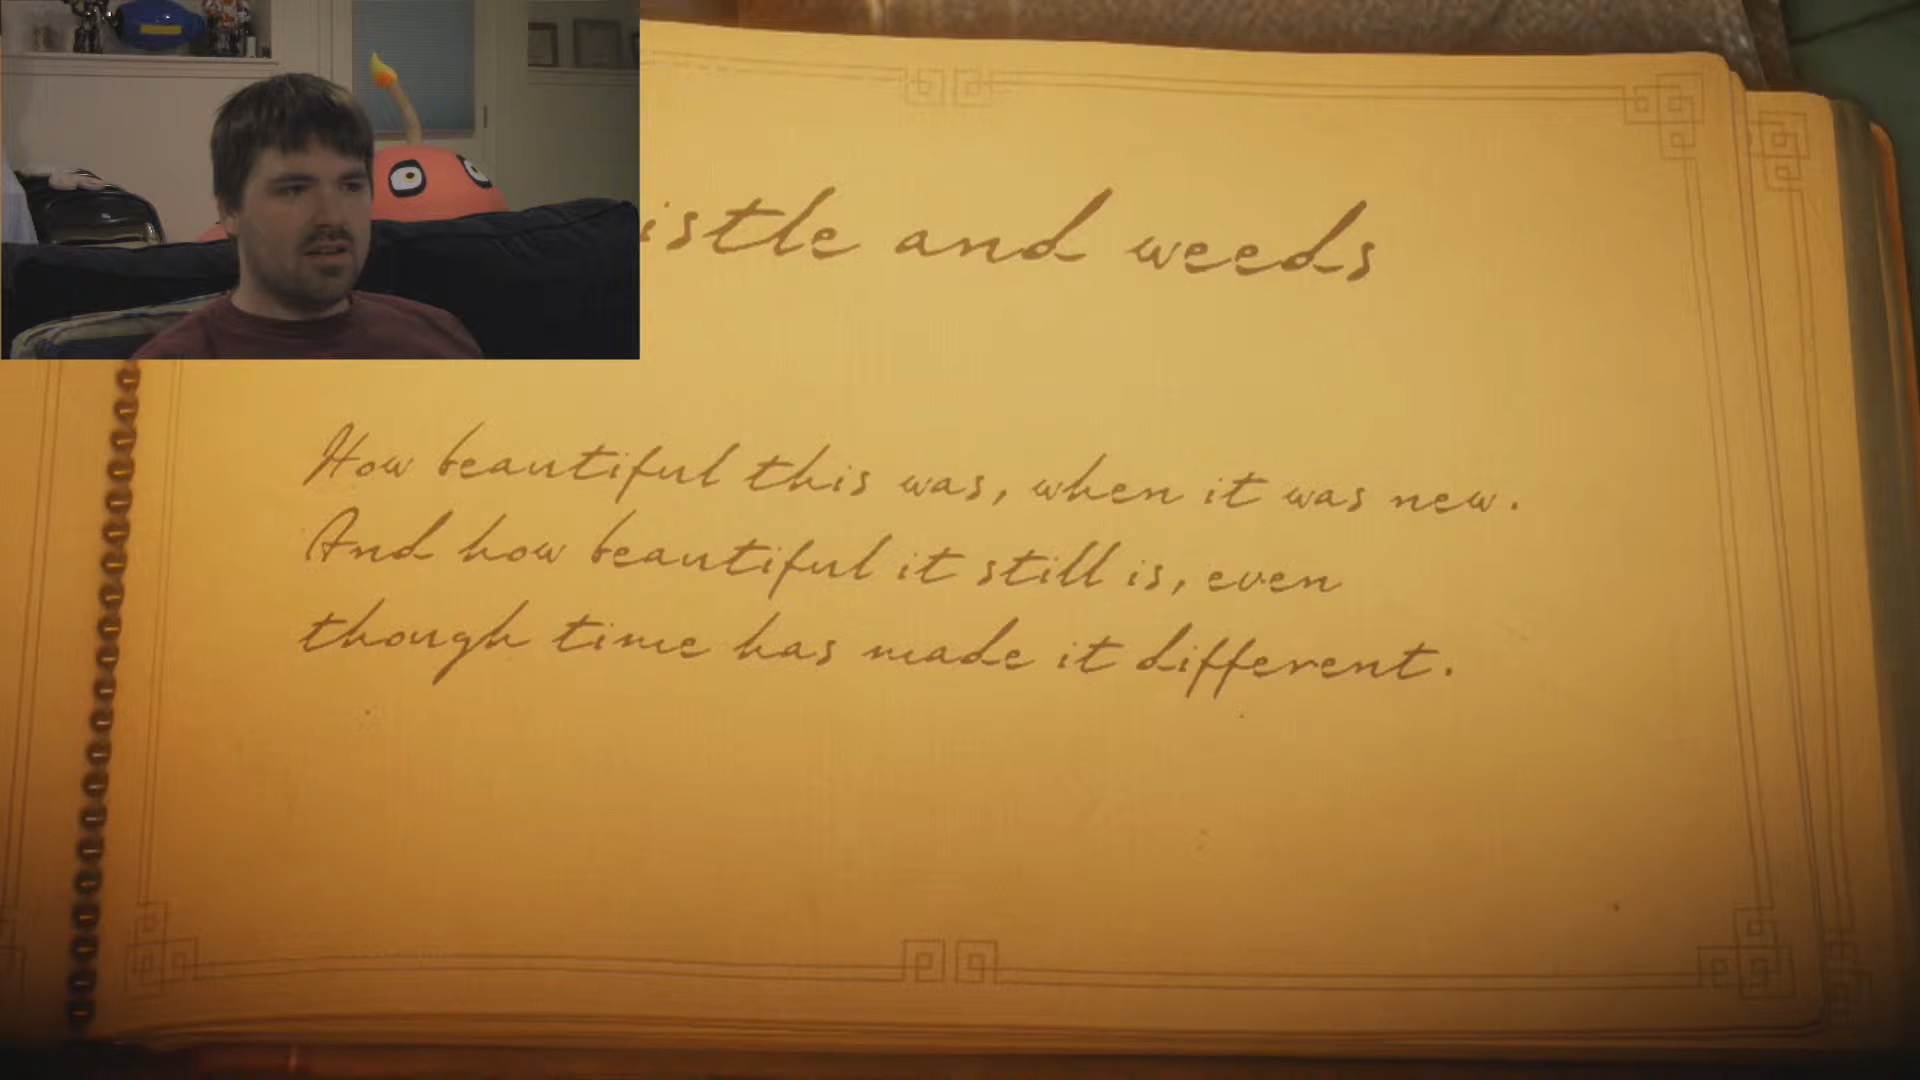 and weeds
How beautiful this was, when it was new.
And how beautiful it still is, even
though time has made it different.